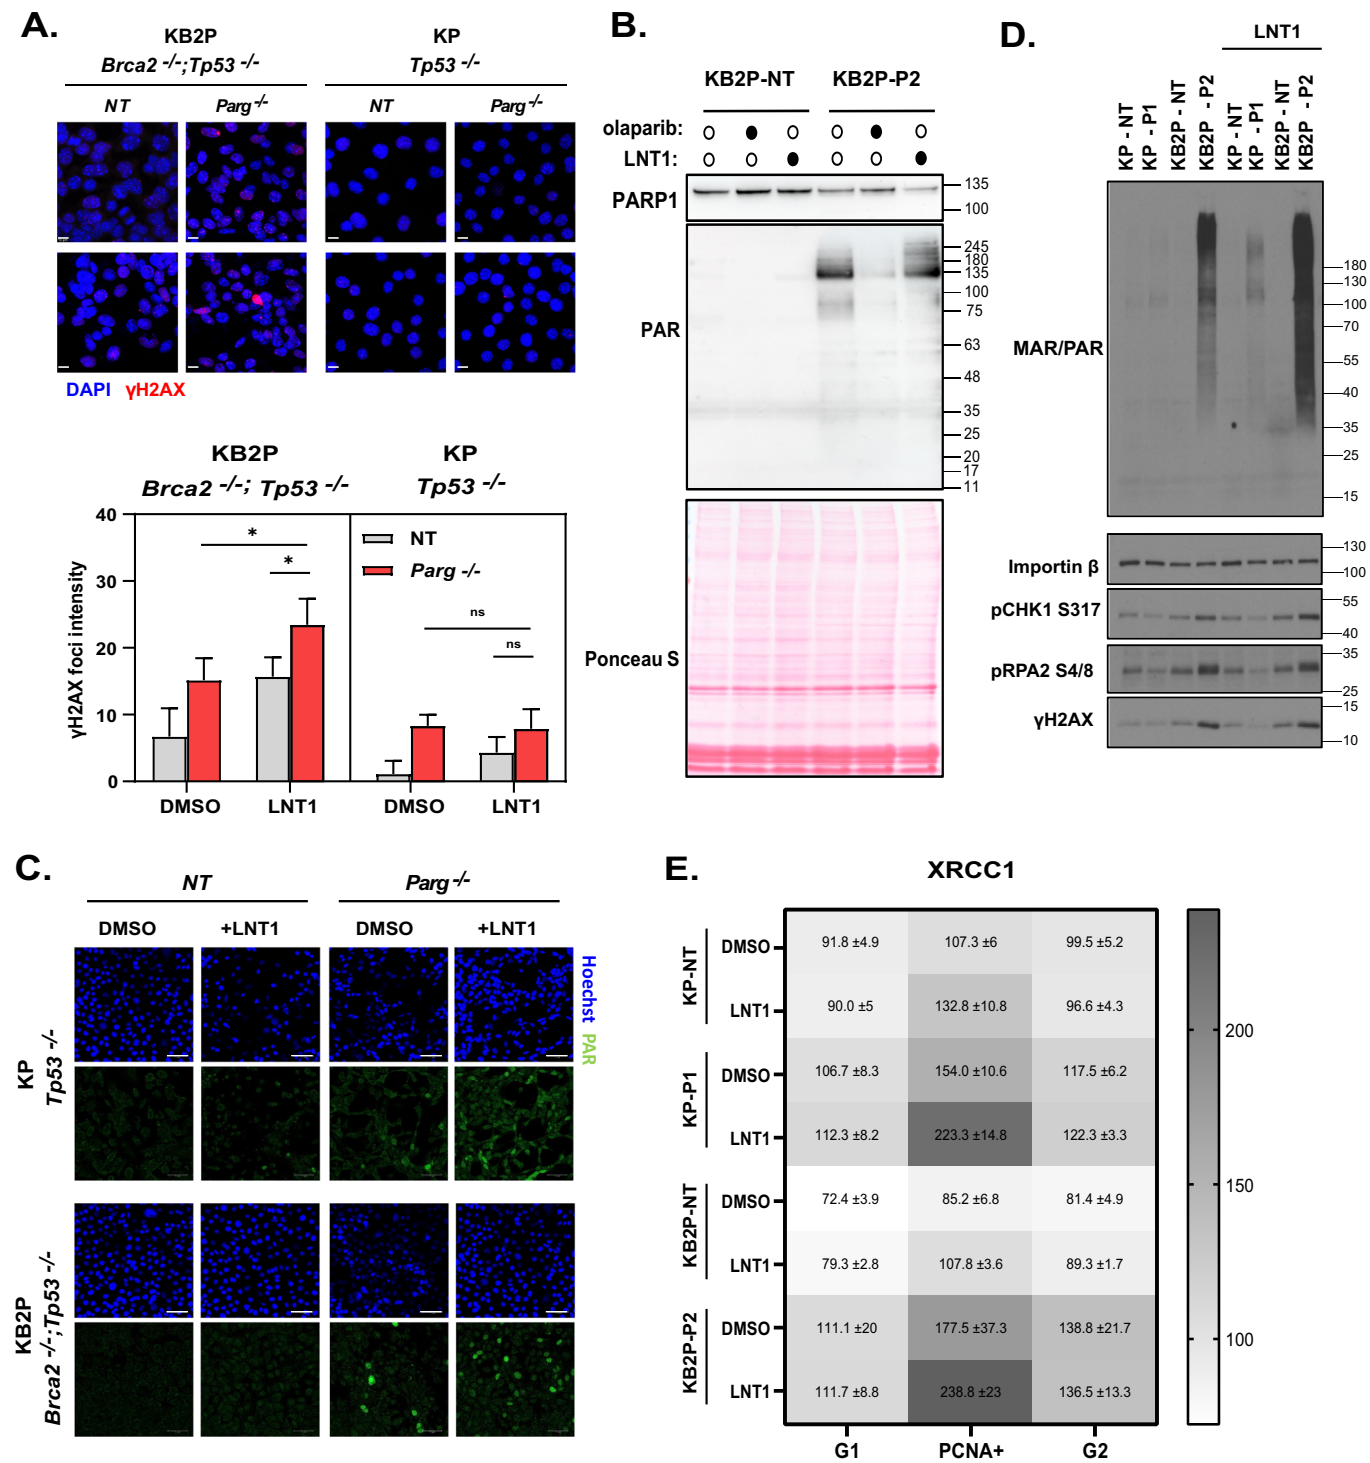 A.
KB2P
Brca2 -/-;Tp53 -/-
KP
Tp53 -/-
NT
Parg-/-
NT
Parg-/-
DAPI γH2AX
KB2P
Brca2 -/-; Tp53 -/-
KP
Tp53 -/-
γH2AX foci intensity
40
30
20
10
0
*
*
NT
Parg -/-
ns
ns
DMSO
LNT1
DMSO
LNT1
B.
KB2P-NT
KB2P-P2
olaparib:
LNT1:
PARP1
135
100
PAR
245
180
135
100
75
63
48
35
25
20
17
11
Ponceau S
C.
NT
Parg-/-
DMSO
+LNT1
DMSO
+LNT1
Hoechst PAR
KP
Tp53 -/-
KB2P
Brca2 -/-;Tp53 -/-
D.
LNT1
KP - NT
KP - P1
KB2P - NT
KB2P - P2
KP - NT
KP - P1
KB2P - NT
KB2P - P2
MAR/PAR
180
130
100
70
55
40
35
25
15
Importin β
130
100
pCHK1 S317
55
40
pRPA2 S4/8
35
25
γH2AX
15
10
E.
XRCC1
KP-NT
DMSO 91.8 ±4.9 107.3 ±6 99.5 ±5.2
LNT1 90.0 ±5 132.8 ±10.8 96.6 ±4.3
KP-P1
DMSO 106.7 ±8.3 154.0 ±10.6 117.5 ±6.2
LNT1 112.3 ±8.2 223.3 ±14.8 122.3 ±3.3
KB2P-NT
DMSO 72.4 ±3.9 85.2 ±6.8 81.4 ±4.9
LNT1 79.3 ±2.8 107.8 ±3.6 89.3 ±1.7
KB2P-P2
DMSO 111.1 ±20 177.5 ±37.3 138.8 ±21.7
LNT1 111.7 ±8.8 238.8 ±23 136.5 ±13.3
G1 PCNA+ G2
200
150
100